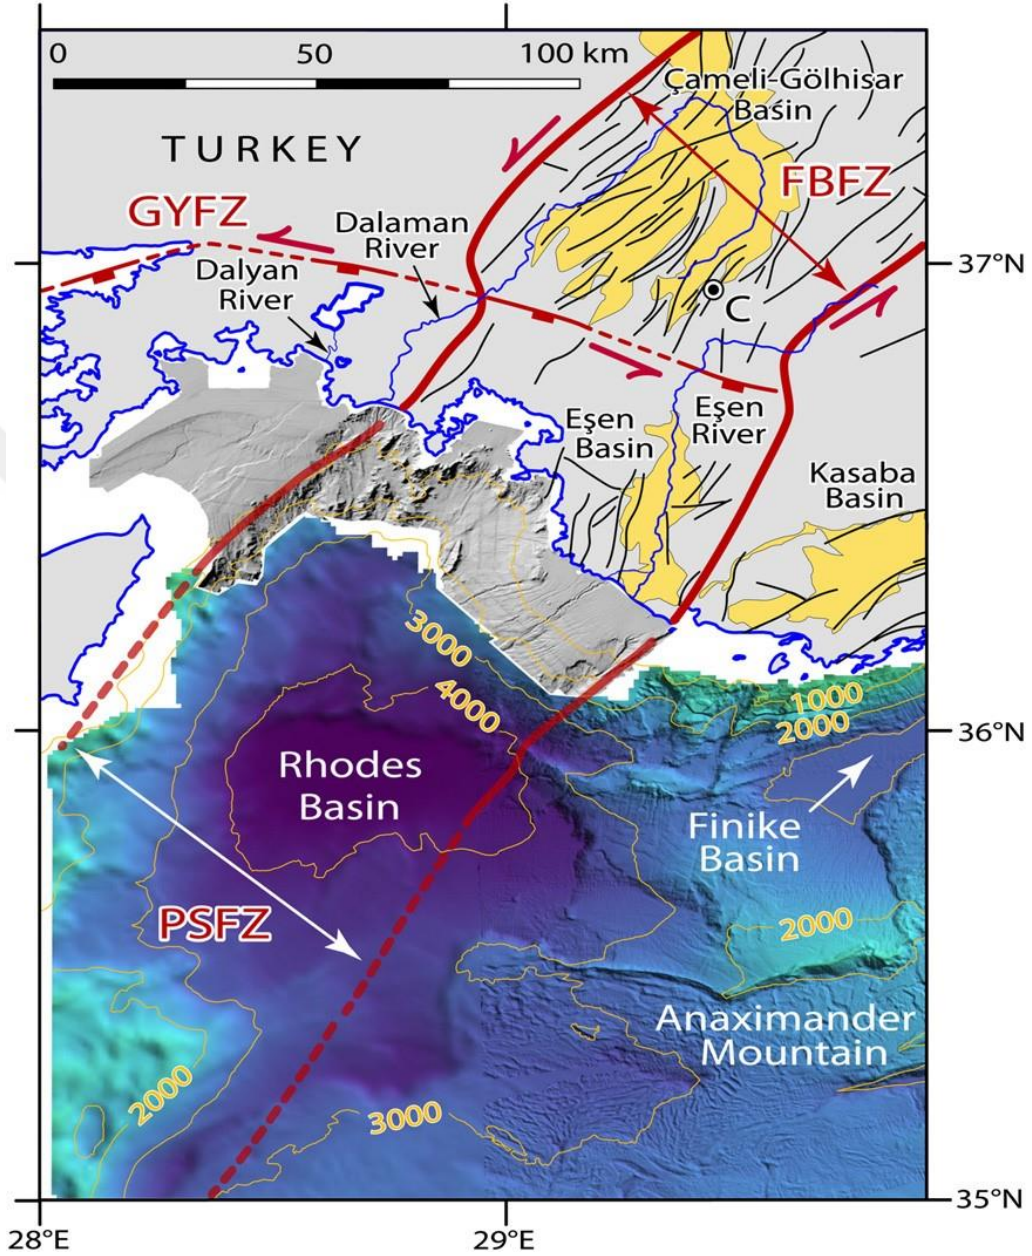 0 50 100 km
Çameli-Gölhisar
Basin
TURKEY
FBFZ
GYFZ
Dalaman
River
Dalyan
River
37°N
C
Eşen
Basin
Eşen
River
Kasaba
Basin
3000
4000
1000
2000
36°N
Rhodes
Basin
Finike
Basin
PSFZ
2000
Anaximander
Mountain
2000
3000
35°N
28°E
29°E